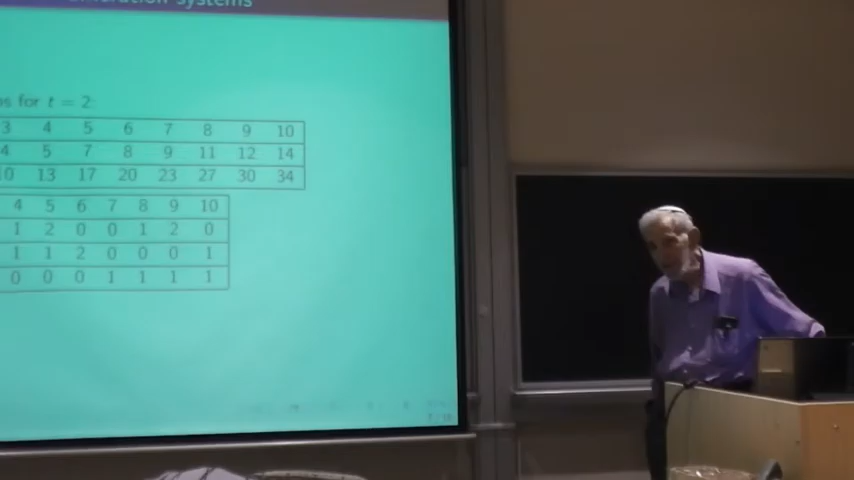 systems
for t = 2:
3 4 5 6 7 8 9 10
4 5 7 8 9 11 12 14
10 13 17 20 23 27 30 34
4 5 6 7 8 9 10
1 2 0 0 1 2 0
1 1 2 0 0 0 1
0 0 0 1 1 1 1